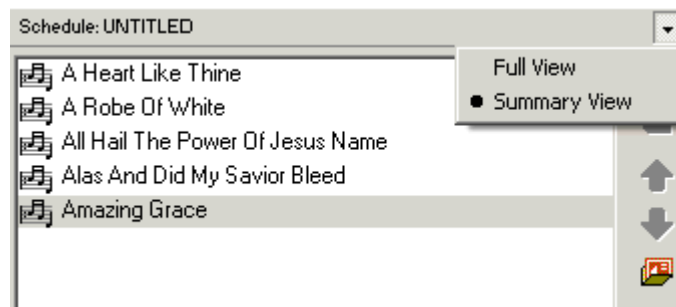 Schedule: UNTITLED
Full View
Summary View
A Heart Like Thine
A Robe Of White
All Hail The Power Of Jesus Name
Alas And Did My Savior Bleed
Amazing Grace